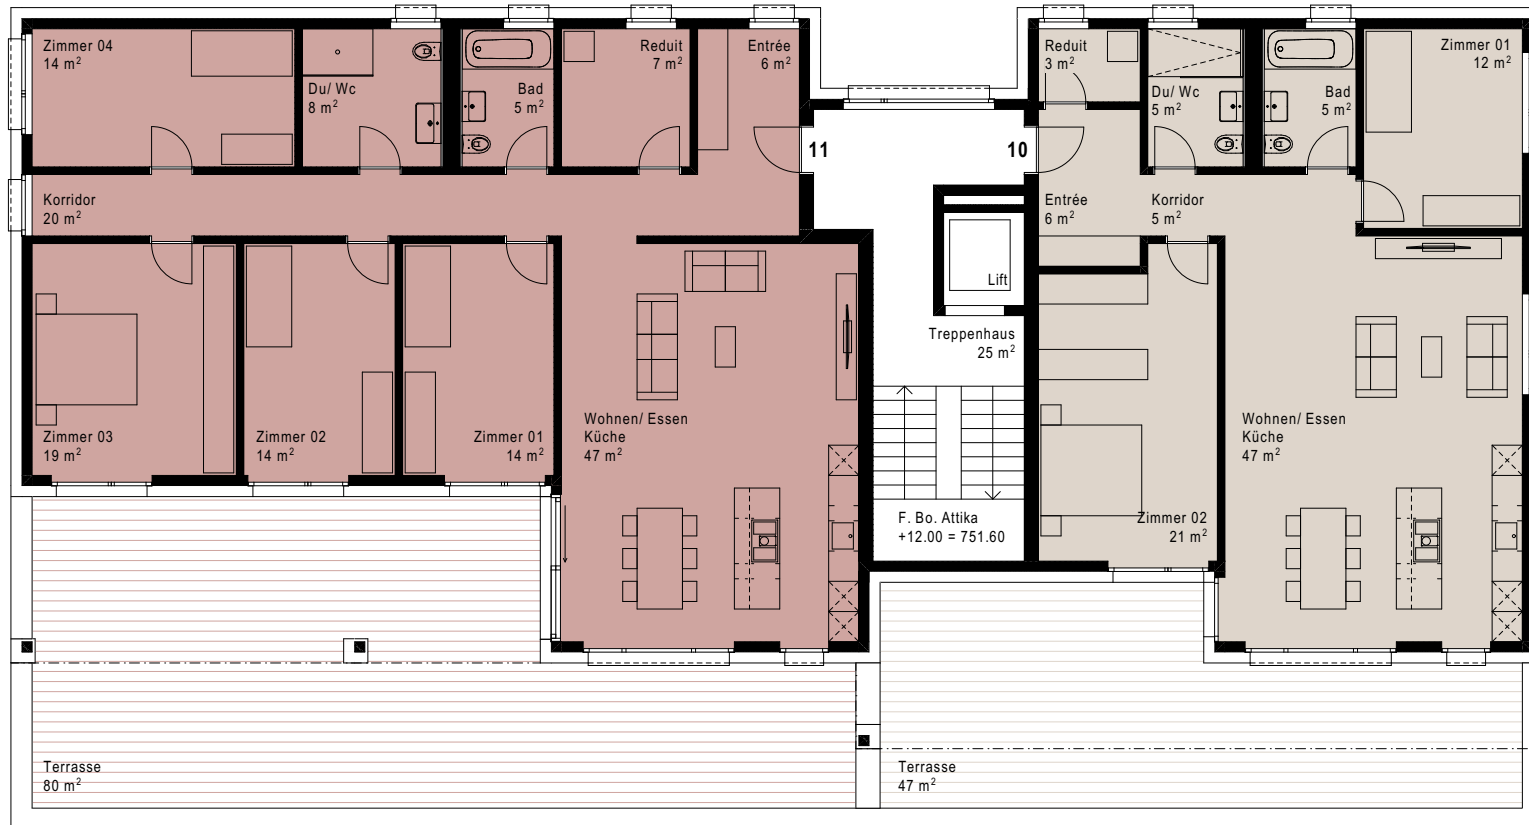 Zimmer 04
14 m²
Du/ Wc
8 m²
Bad
5 m²
Reduit
7 m²
Entrée
6 m²
Reduit
3 m²
Du/ Wc
5 m²
Bad
5 m²
Zimmer 01
12 m²
11
10
Korridor
20 m²
Entrée
6 m²
Korridor
5 m²
Lift
Treppenhaus
25 m²
Zimmer 03
19 m²
Zimmer 02
14 m²
Zimmer 01
14 m²
Wohnen/ Essen
Küche
47 m²
Wohnen/ Essen
Küche
47 m²
F. Bo. Attika
+12.00 = 751.60
Zimmer 02
21 m²
Terrasse
80 m²
Terrasse
47 m²